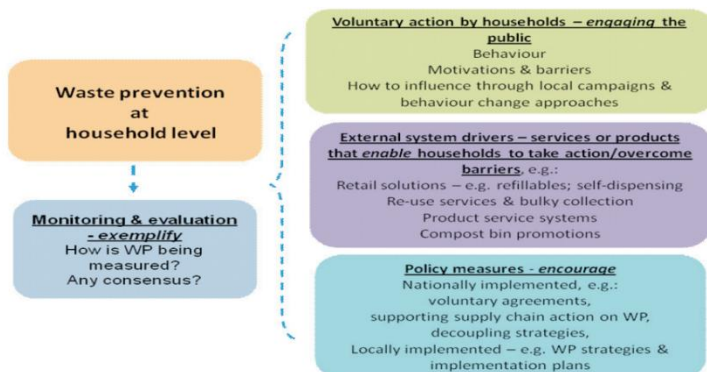 Waste prevention
at
household level
Monitoring & evaluation
- exemplify
How is WP being
measured?
Any consensus?
Voluntary action by households – engaging the
public
Behaviour
Motivations & barriers
How to influence through local campaigns &
behaviour change approaches
External system drivers – services or products
that enable households to take action/overcome
barriers, e.g.:
Retail solutions – e.g. refillables; self-dispensing
Re-use services & bulky collection
Product service systems
Compost bin promotions
Policy measures - encourage
Nationally implemented, e.g.:
voluntary agreements,
supporting supply chain action on WP,
decoupling strategies,
Locally implemented – e.g. WP strategies &
implementation plans